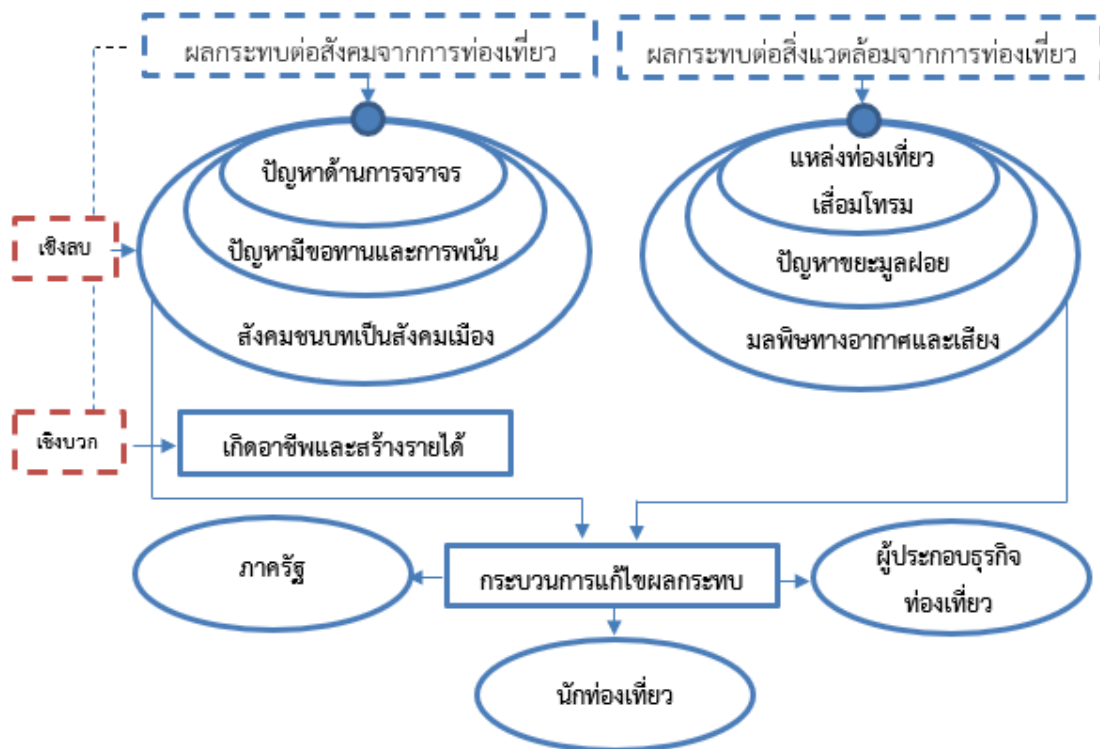 ผลกระทบต่อสังคมจากการท่องเที่ยว
ผลกระทบต่อสิ่งแวดล้อมจากการท่องเที่ยว
ปัญหาด้านการจราจร
แหล่งท่องเที่ยว
เสื่อมโทรม
เชิงลบ
ปัญหามีขอทานและการพนัน
ปัญหาขยะมูลฝอย
สังคมชนบทเป็นสังคมเมือง
มลพิษทางอากาศและเสียง
เชิงบวก
เกิดอาชีพและสร้างรายได้
ภาครัฐ
กระบวนการแก้ไขผลกระทบ
ผู้ประกอบธุรกิจ
ท่องเที่ยว
นักท่องเที่ยว